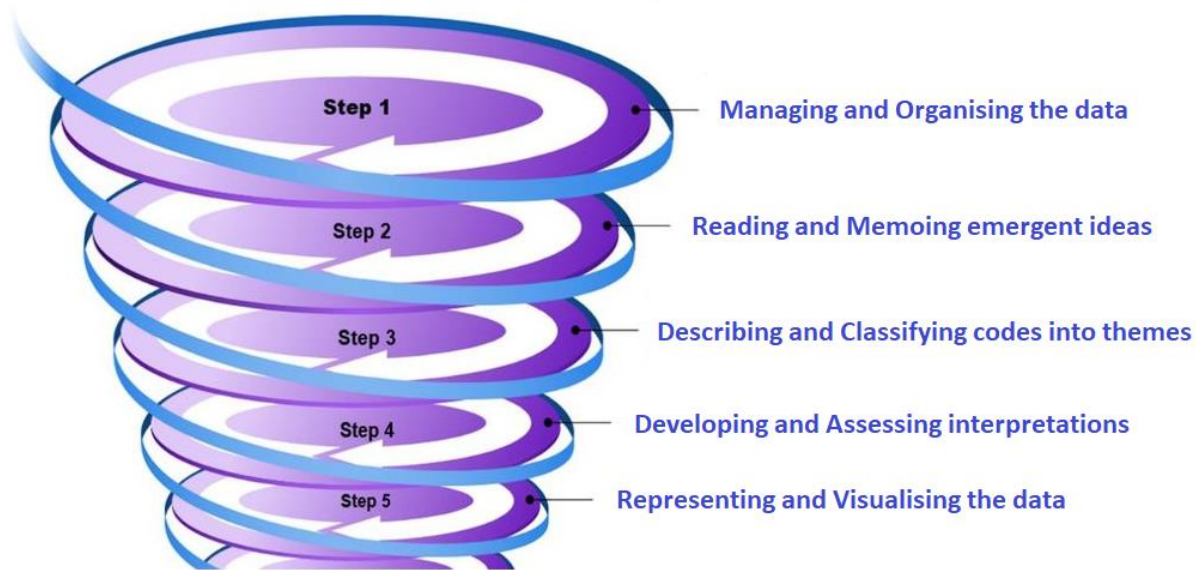 Step 1
Managing and Organising the data
Step 2
Reading and Memoing emergent ideas
Step 3
Describing and Classifying codes into themes
Step 4
Developing and Assessing interpretations
Step 5
Representing and Visualising the data